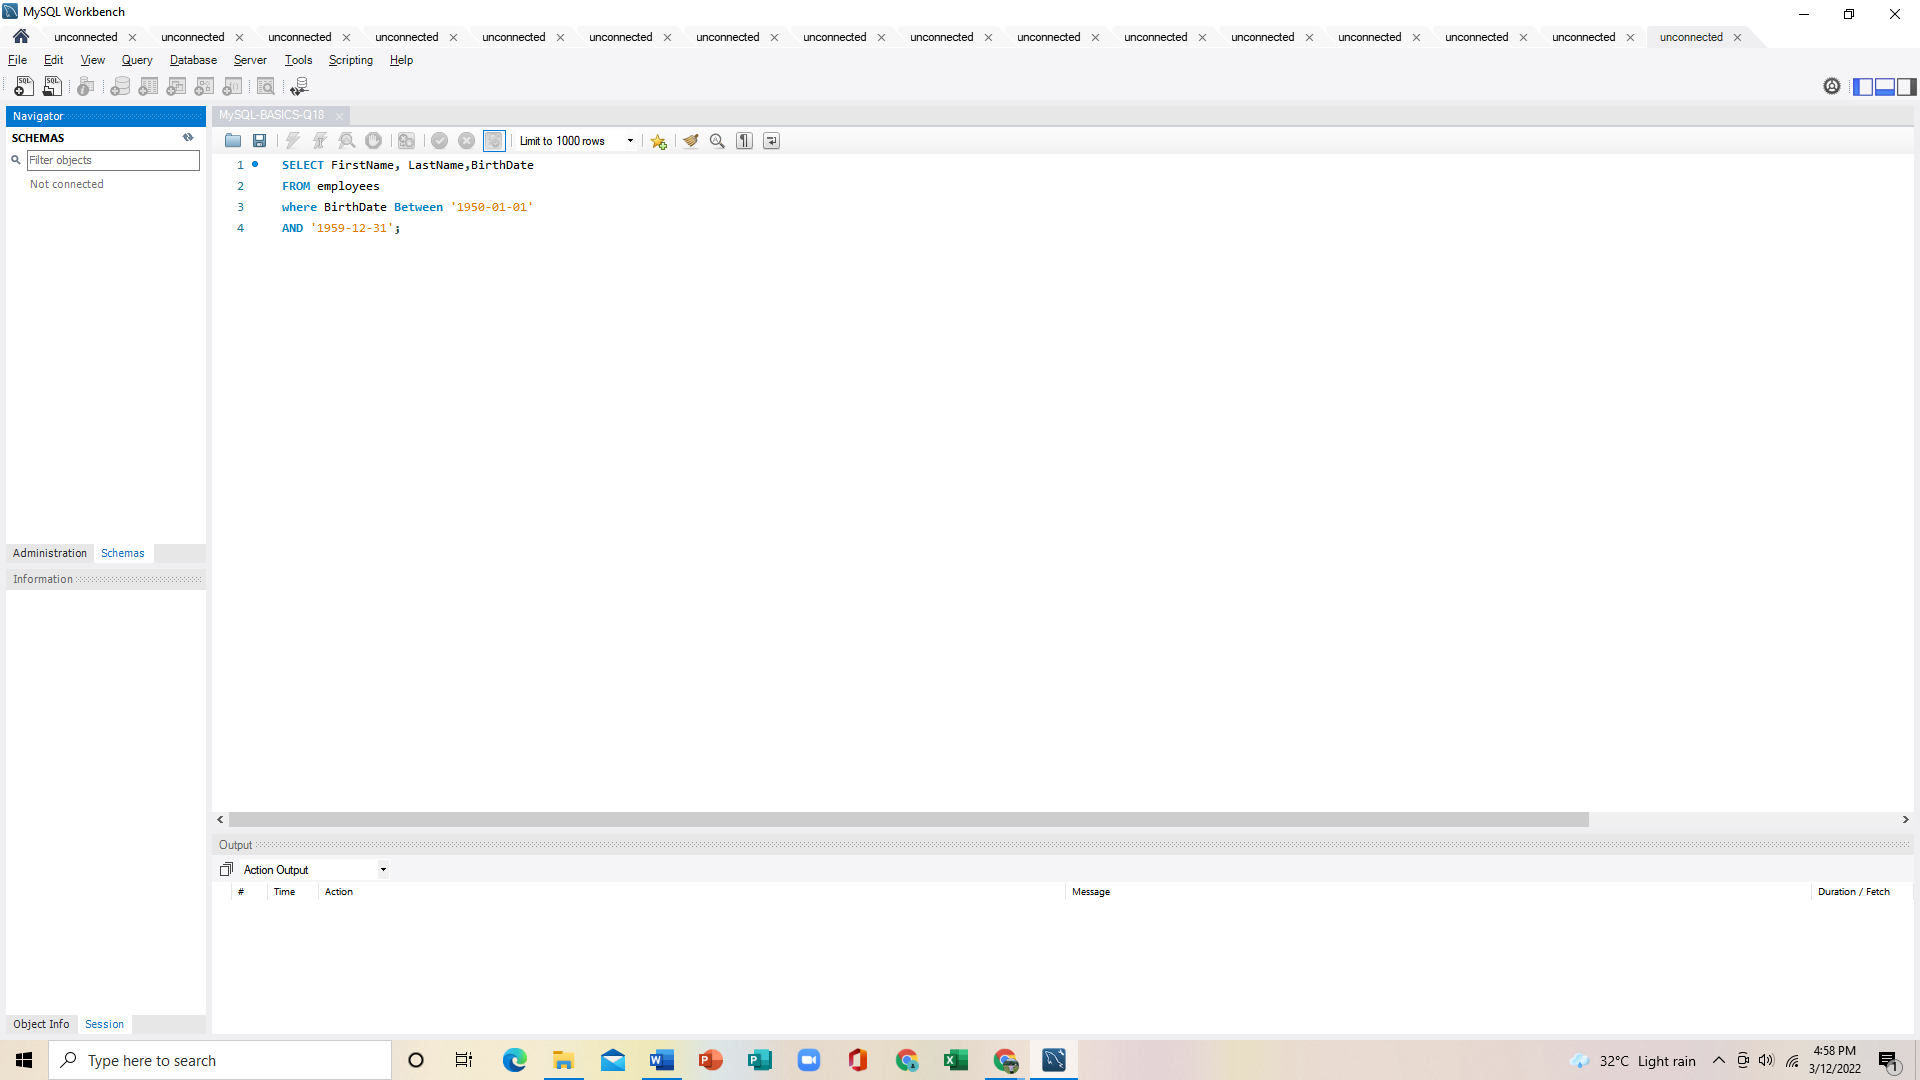 MySQL Workbench
unconnected unconnected unconnected unconnected unconnected unconnected unconnected unconnected unconnected unconnected unconnected unconnected unconnected unconnected unconnected unconnected
File Edit View Query Database Server Tools Scripting Help
Navigator
SCHEMAS
Filter objects
Not connected
Administration Schemas
Information
Object Info Session
MySQL-BASICS-Q18
Limit to 1000 rows
1 SELECT FirstName, LastName,BirthDate
2 FROM employees
3 where BirthDate Between '1950-01-01'
4 AND '1959-12-31';
Output
Action Output
# Time Action Message Duration / Fetch
Type here to search
32°C Light rain
4:58 PM
3/12/2022
1